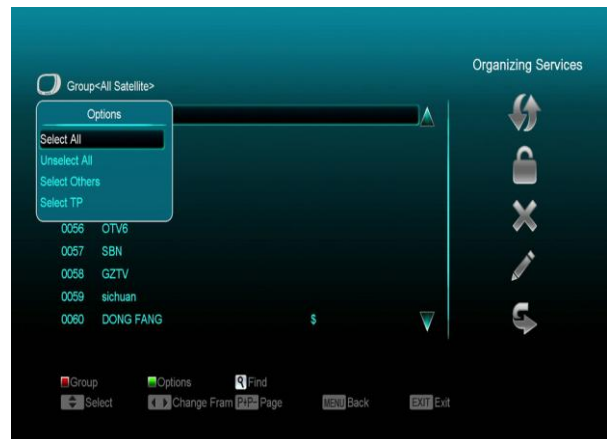 Organizing Services
Group<All Satellite>
Options
Select All
Unselect All
Select Others
Select TP
0056 OTV6
0057 SBN
0058 GZTV
0059 sichuan
0060 DONG FANG $
Group Options Find
Select Change Fram P+P- Page MENU Back EXIT Exit